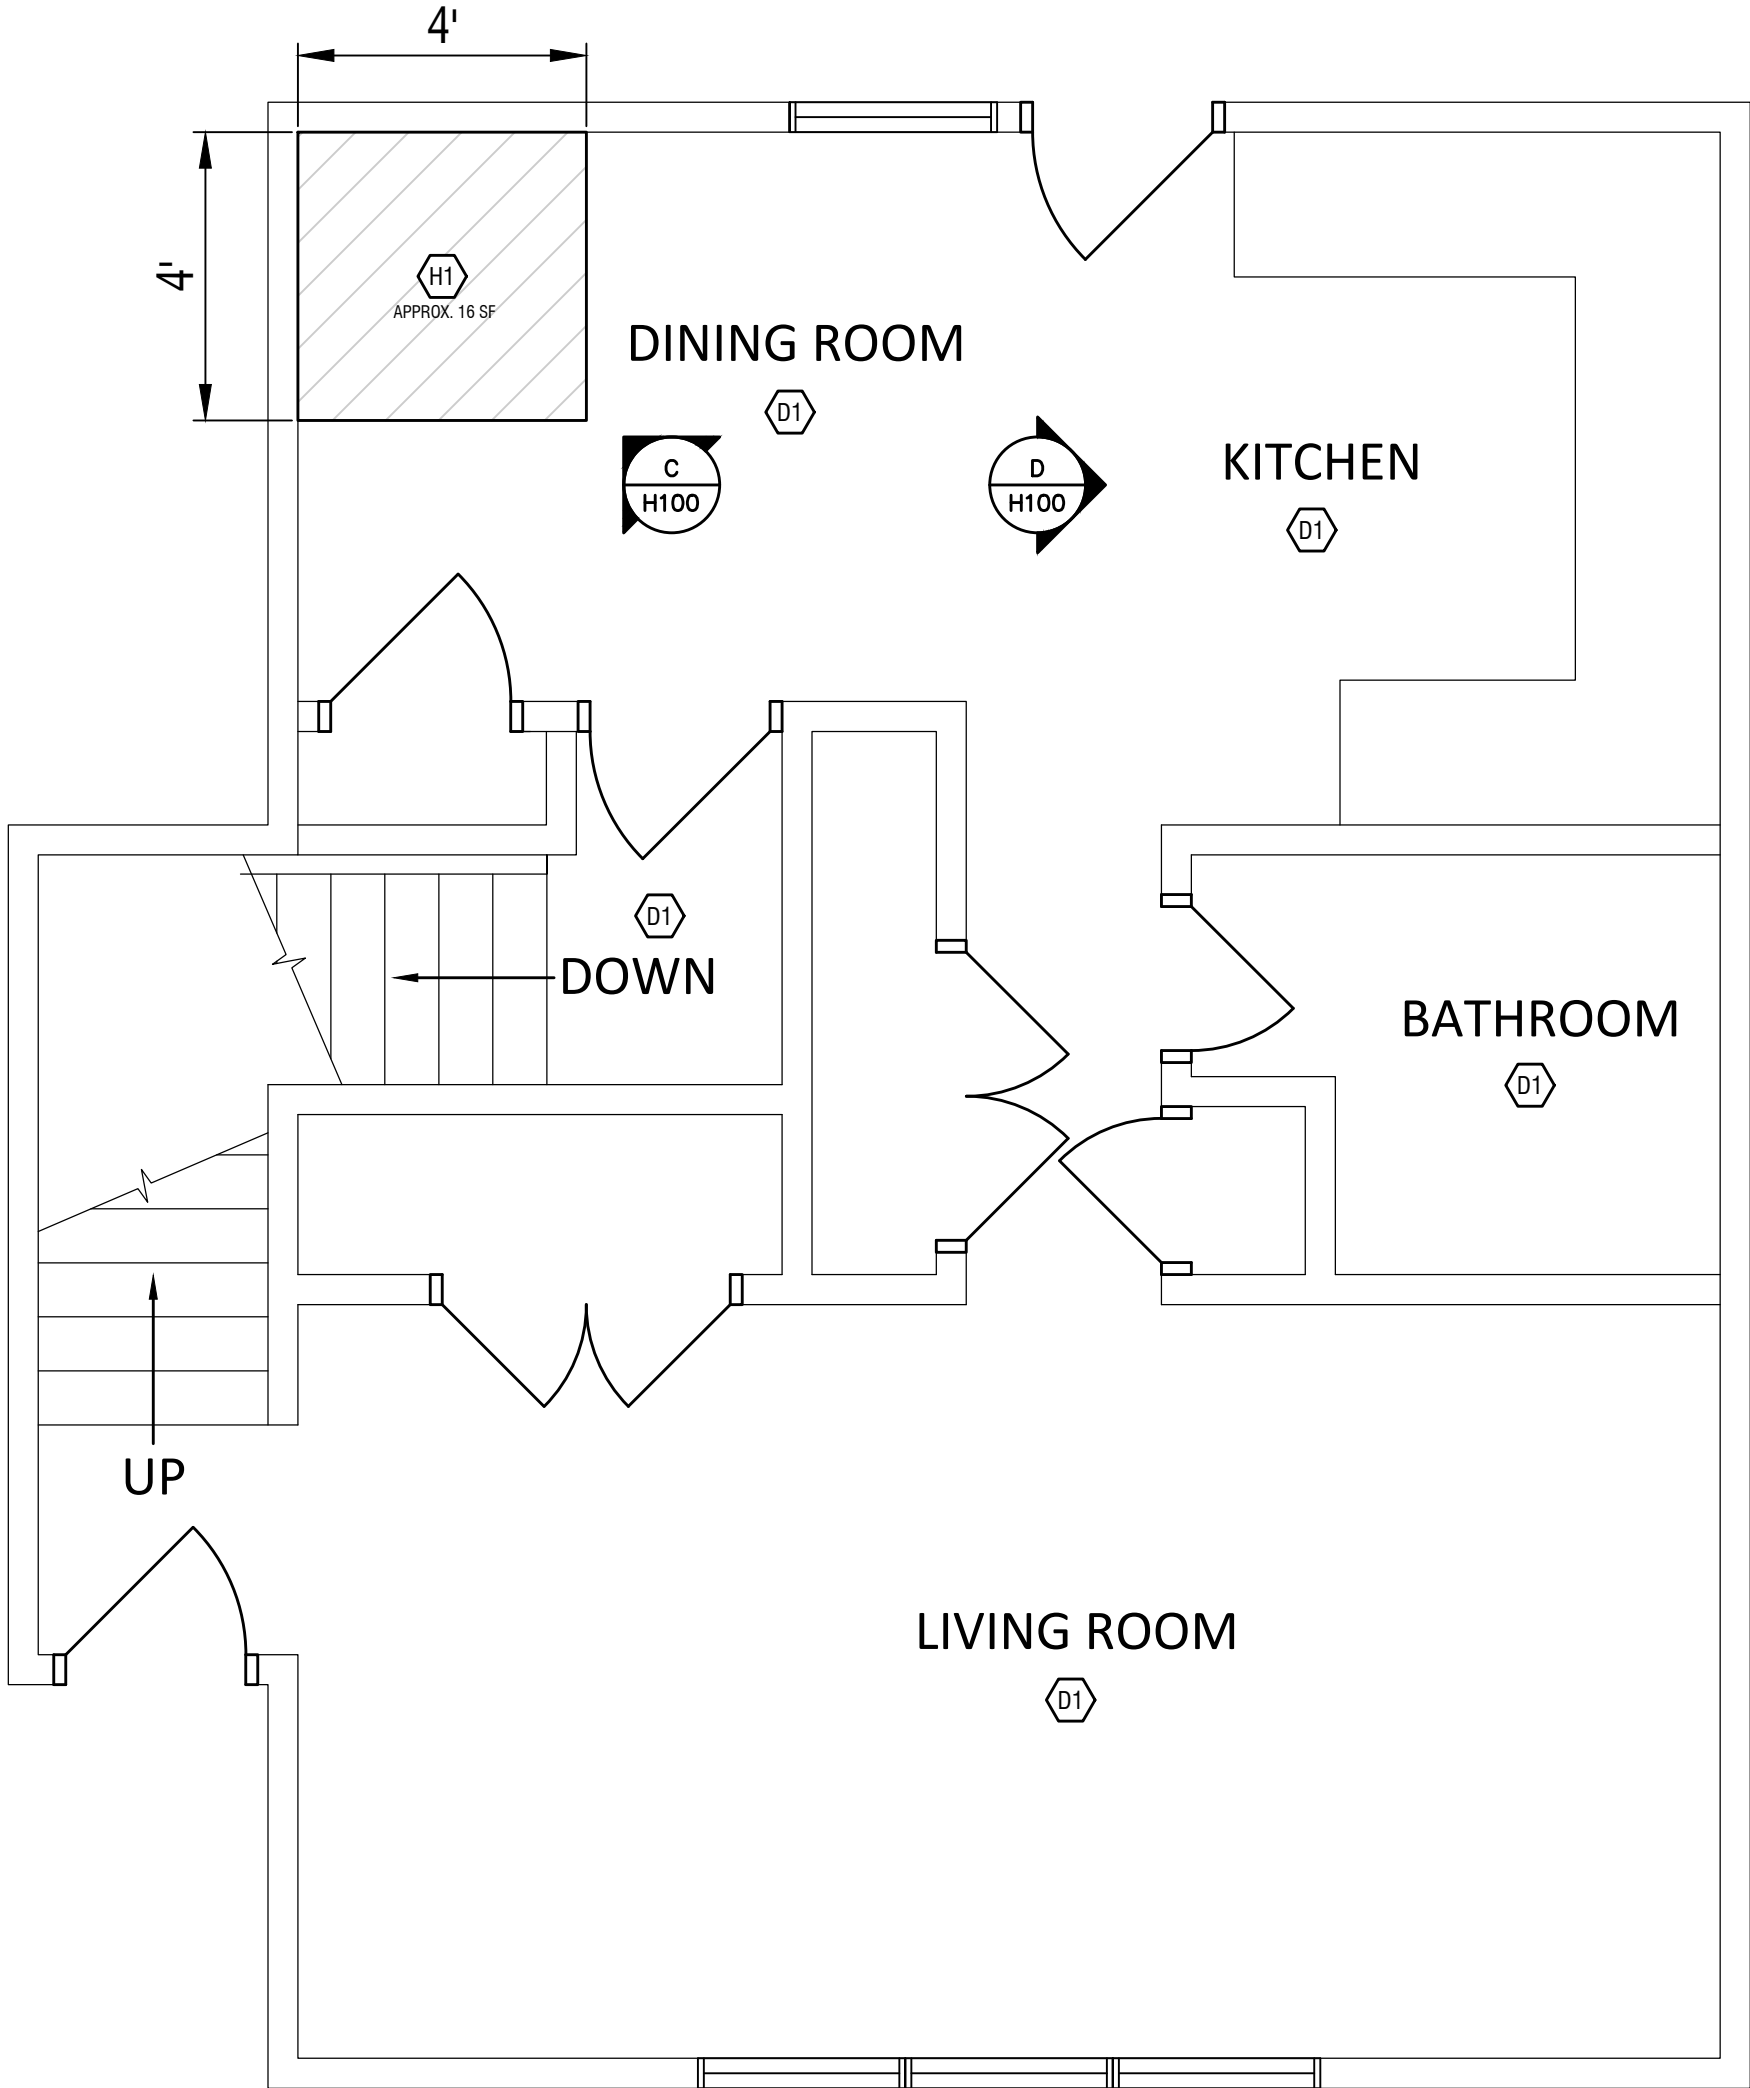 4'
4'
H1
APPROX. 16 SF
DINING ROOM
D1
C
H100
D
H100
KITCHEN
D1
D1
DOWN
BATHROOM
D1
UP
LIVING ROOM
D1